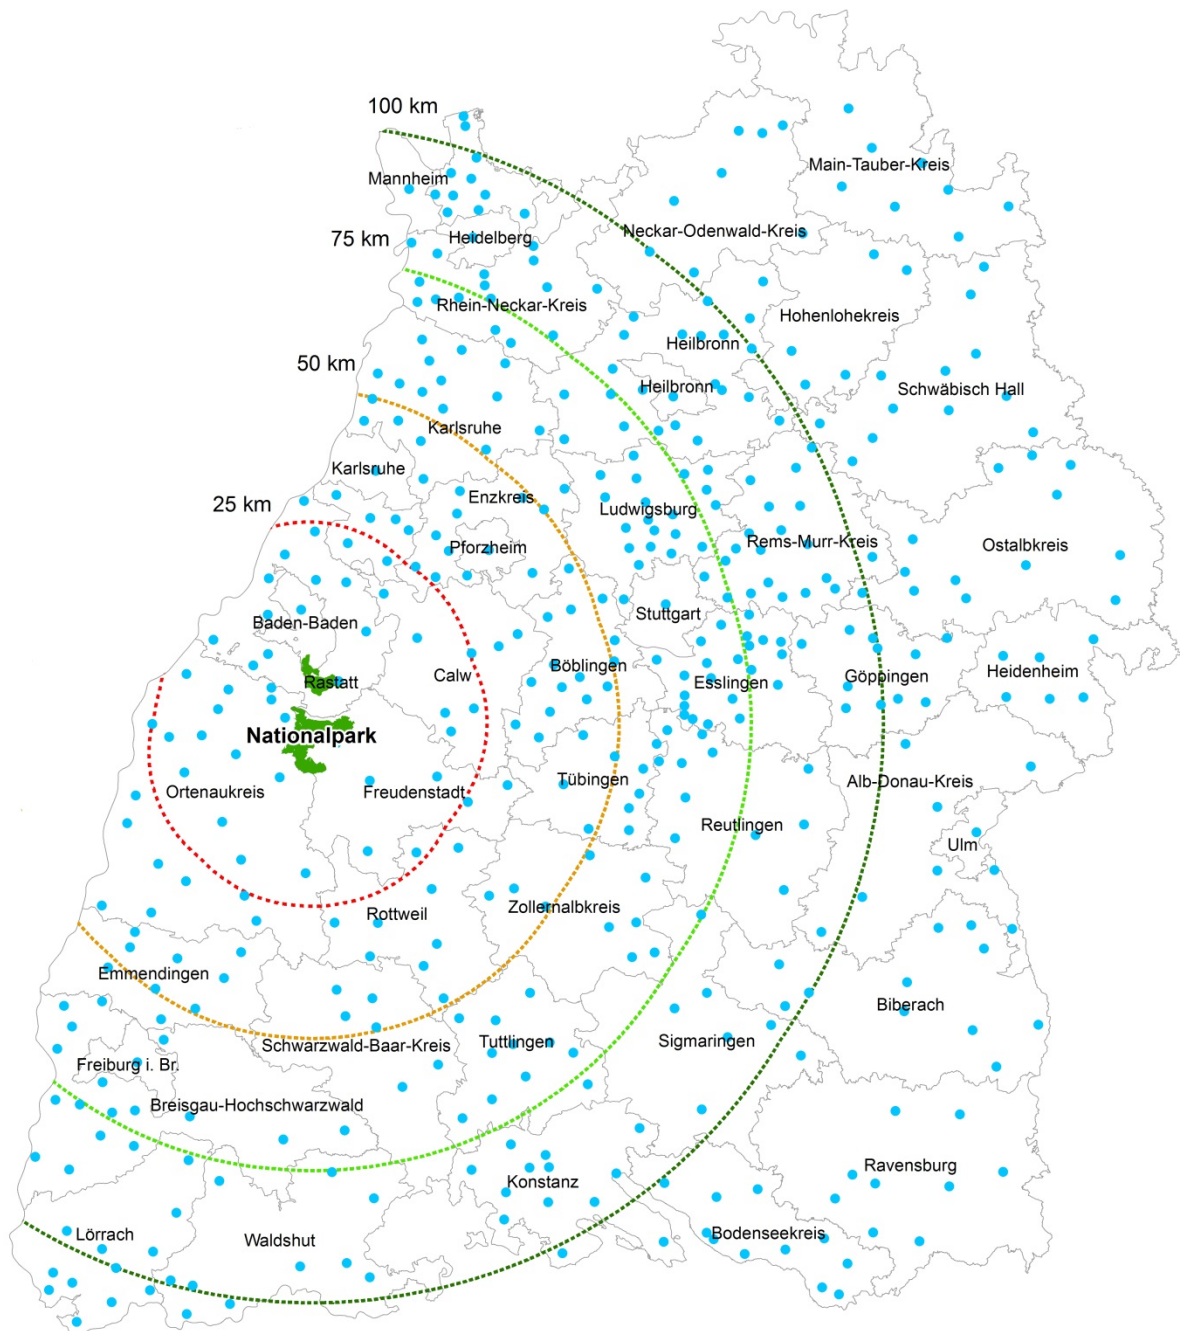 100 km
Main-Tauber-Kreis
Mannheim
Neckar-Odenwald-Kreis
75 km
Heidelberg
Rhein-Neckar-Kreis
Hohenlohekreis
Heilbronn
50 km
Heilbronn
Schwäbisch Hall
Karlsruhe
Karlsruhe
Enzkreis
25 km
Ludwigsburg
Rems-Murr-Kreis
Pforzheim
Ostalbkreis
Stuttgart
Baden-Baden
Böblingen
Heidenheim
Calw
Göppingen
Rastatt
Esslingen
Nationalpark
Tübingen
Alb-Donau-Kreis
Ortenaukreis
Freudenstadt
Reutlingen
Ulm
Zollernalbkreis
Rottweil
Emmendingen
Biberach
Tuttlingen
Sigmaringen
Schwarzwald-Baar-Kreis
Freiburg i. Br.
Breisgau-Hochschwarzwald
Ravensburg
Konstanz
Lörrach
Bodenseekreis
Waldshut